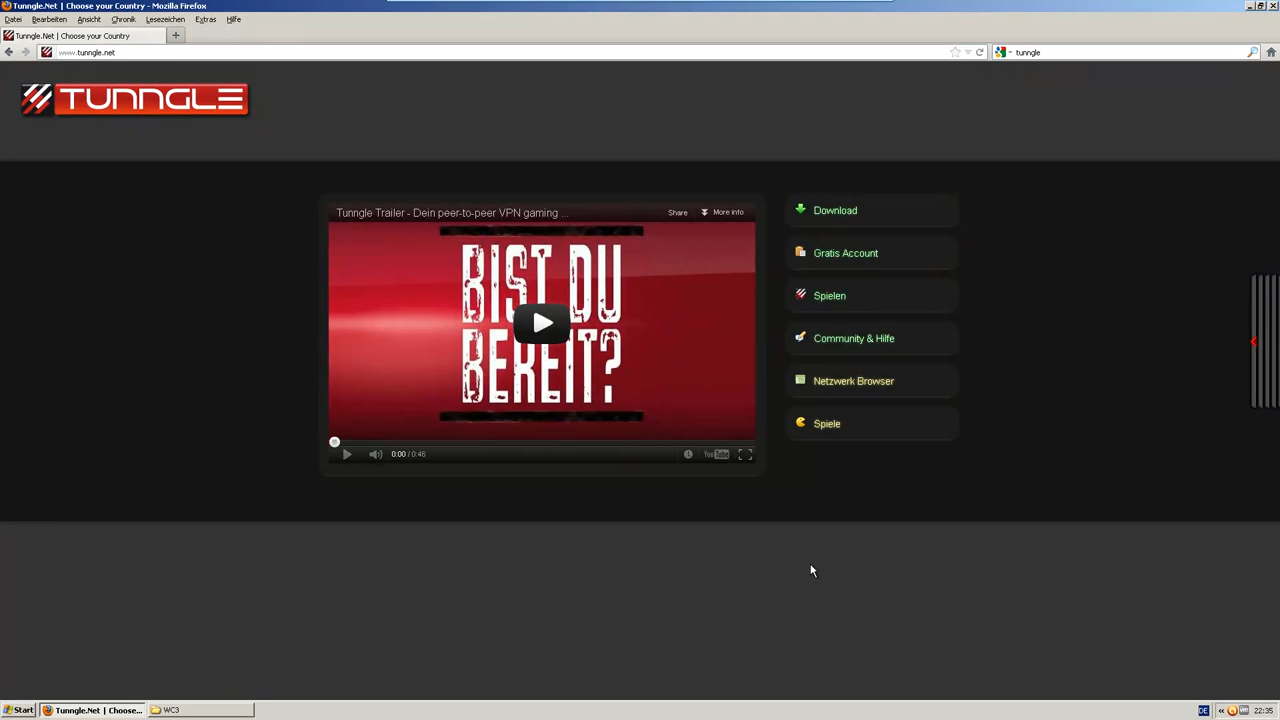 Tunngle.Net | Choose your Country - Mozilla Firefox
Datei Bearbeiten Ansicht Chronik Lesezeichen Extras Hilfe
Tunngle.Net | Choose your Country
www.tunngle.net
tunngle
TUNNGLE
Tunngle Trailer - Dein peer-to-peer VPN gaming ...
Share
More info
BIST DU
BEREIT?
0:00 / 0:46
YouTube
Download
Gratis Account
Spielen
Community & Hilfe
Netzwerk Browser
Spiele
Start
Tunngle.Net | Choose...
WC3
DE
22:35